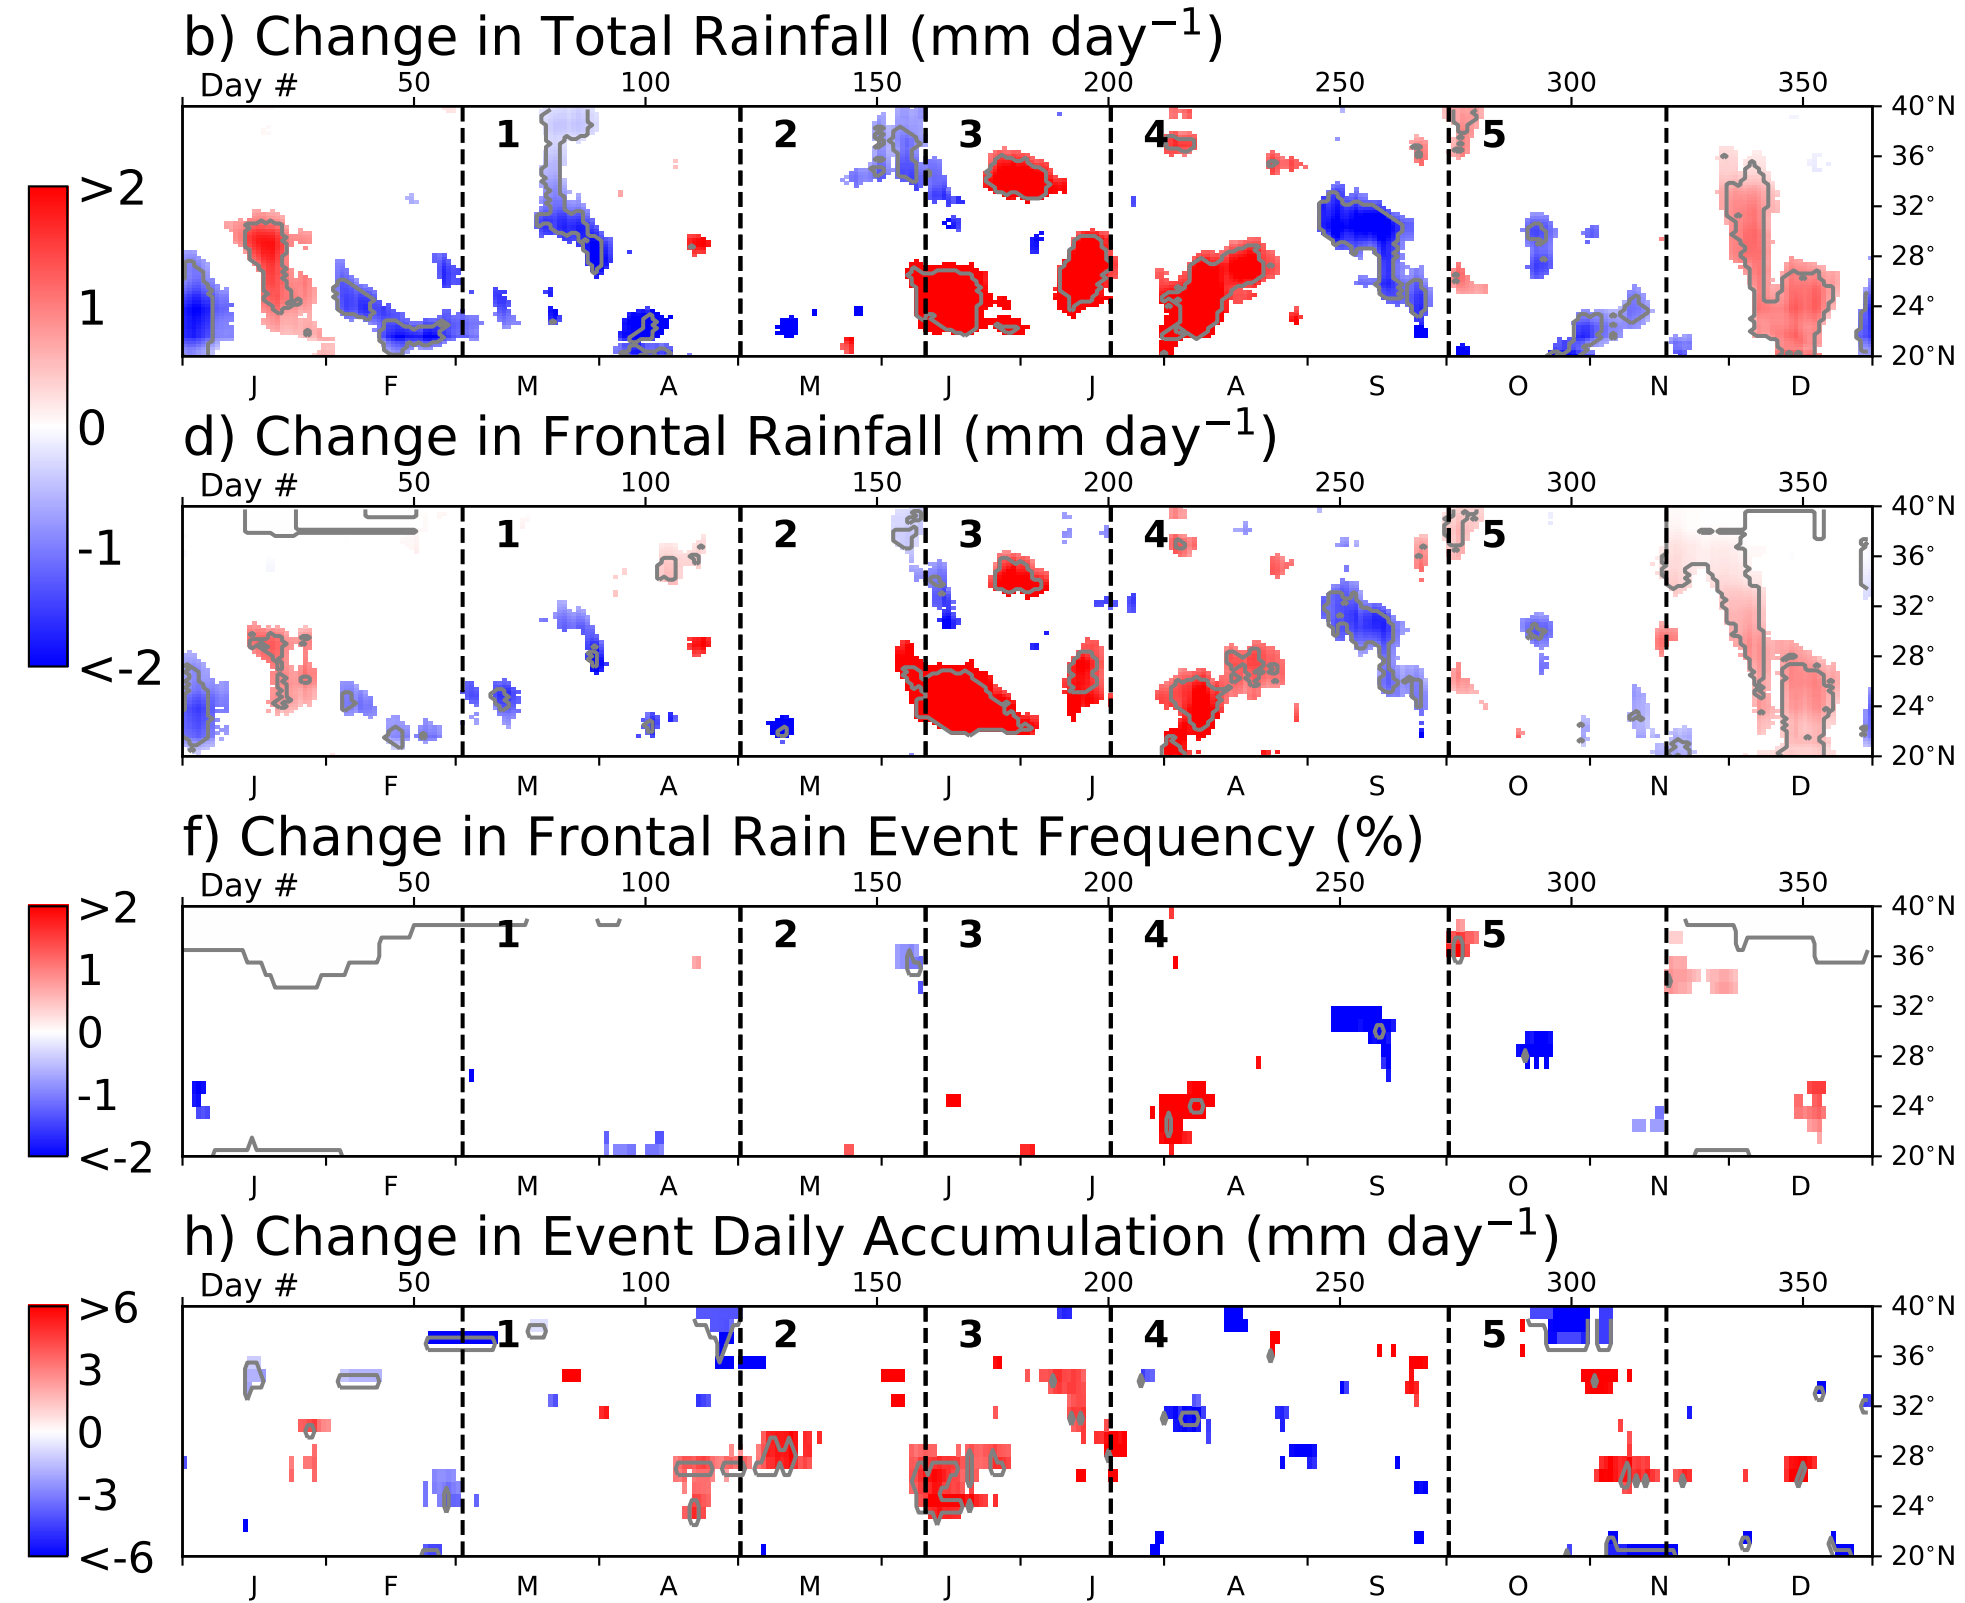 b) Change in Total Rainfall (mm day⁻¹)
Day # 50 100 150 200 250 300 350
1 2 3 4 5
40°N
36°
32°
28°
24°
20°N
J F M A M J J A S O N D
>2
1
0
-1
<-2
d) Change in Frontal Rainfall (mm day⁻¹)
Day # 50 100 150 200 250 300 350
1 2 3 4 5
40°N
36°
32°
28°
24°
20°N
J F M A M J J A S O N D
f) Change in Frontal Rain Event Frequency (%)
Day # 50 100 150 200 250 300 350
1 2 3 4 5
40°N
36°
32°
28°
24°
20°N
J F M A M J J A S O N D
>2
1
0
-1
<-2
h) Change in Event Daily Accumulation (mm day⁻¹)
Day # 50 100 150 200 250 300 350
1 2 3 4 5
40°N
36°
32°
28°
24°
20°N
J F M A M J J A S O N D
>6
3
0
-3
<-6